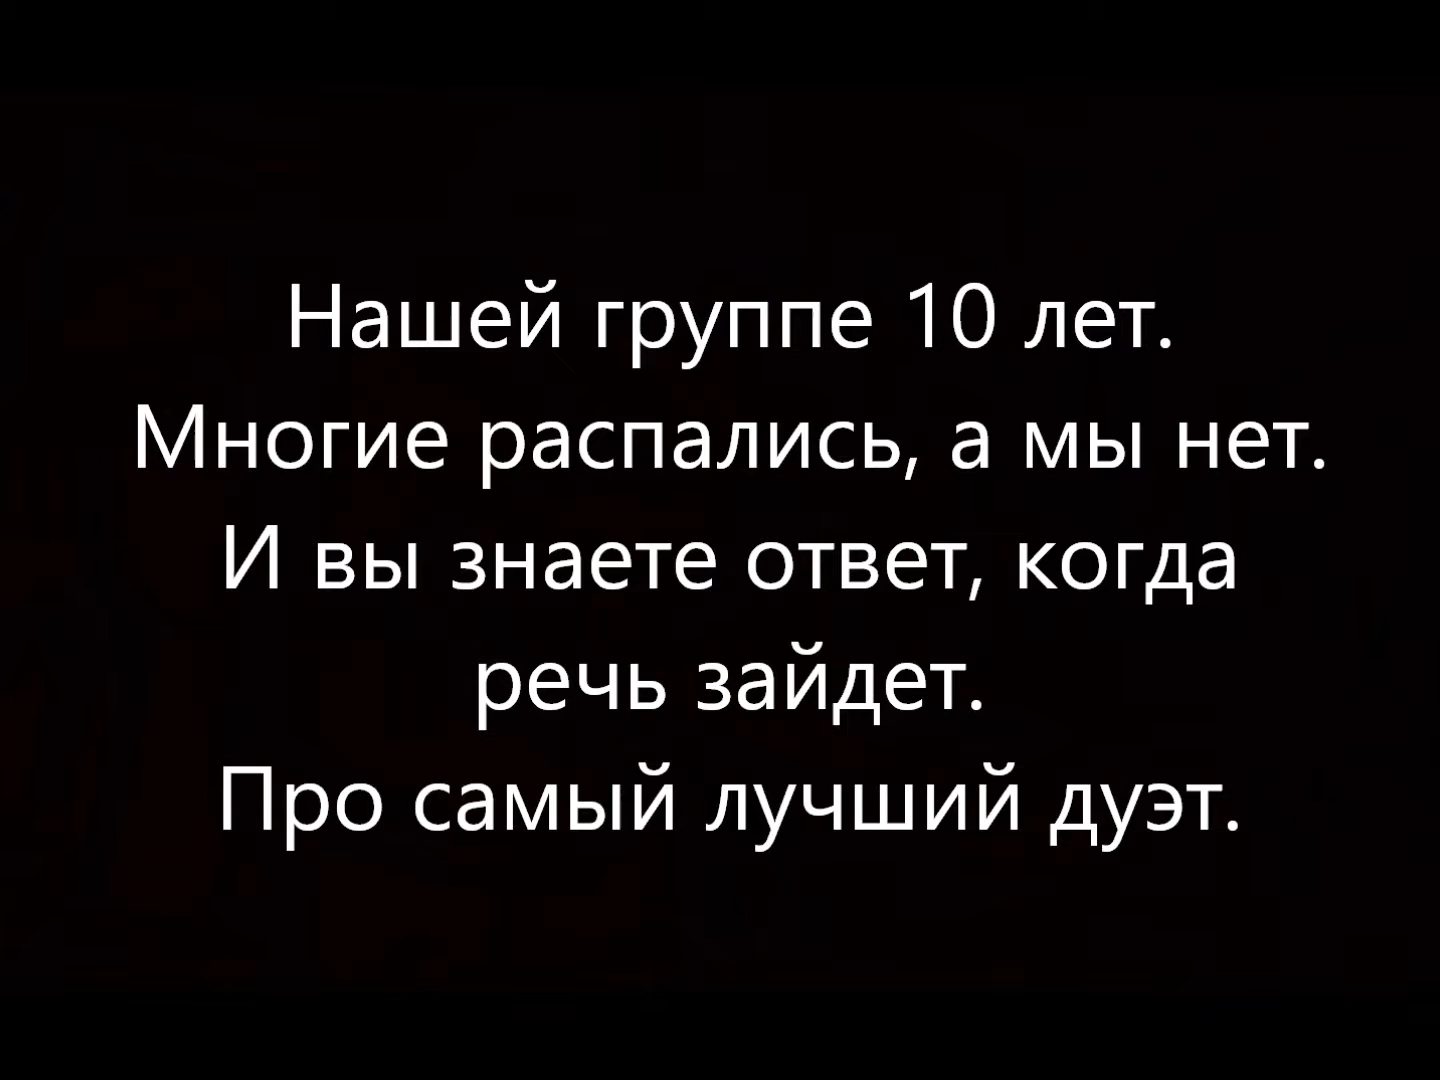 Нашей группе 10 лет.
Многие распались, а мы нет.
И вы знаете ответ, когда
речь зайдет.
Про самый лучший дуэт.